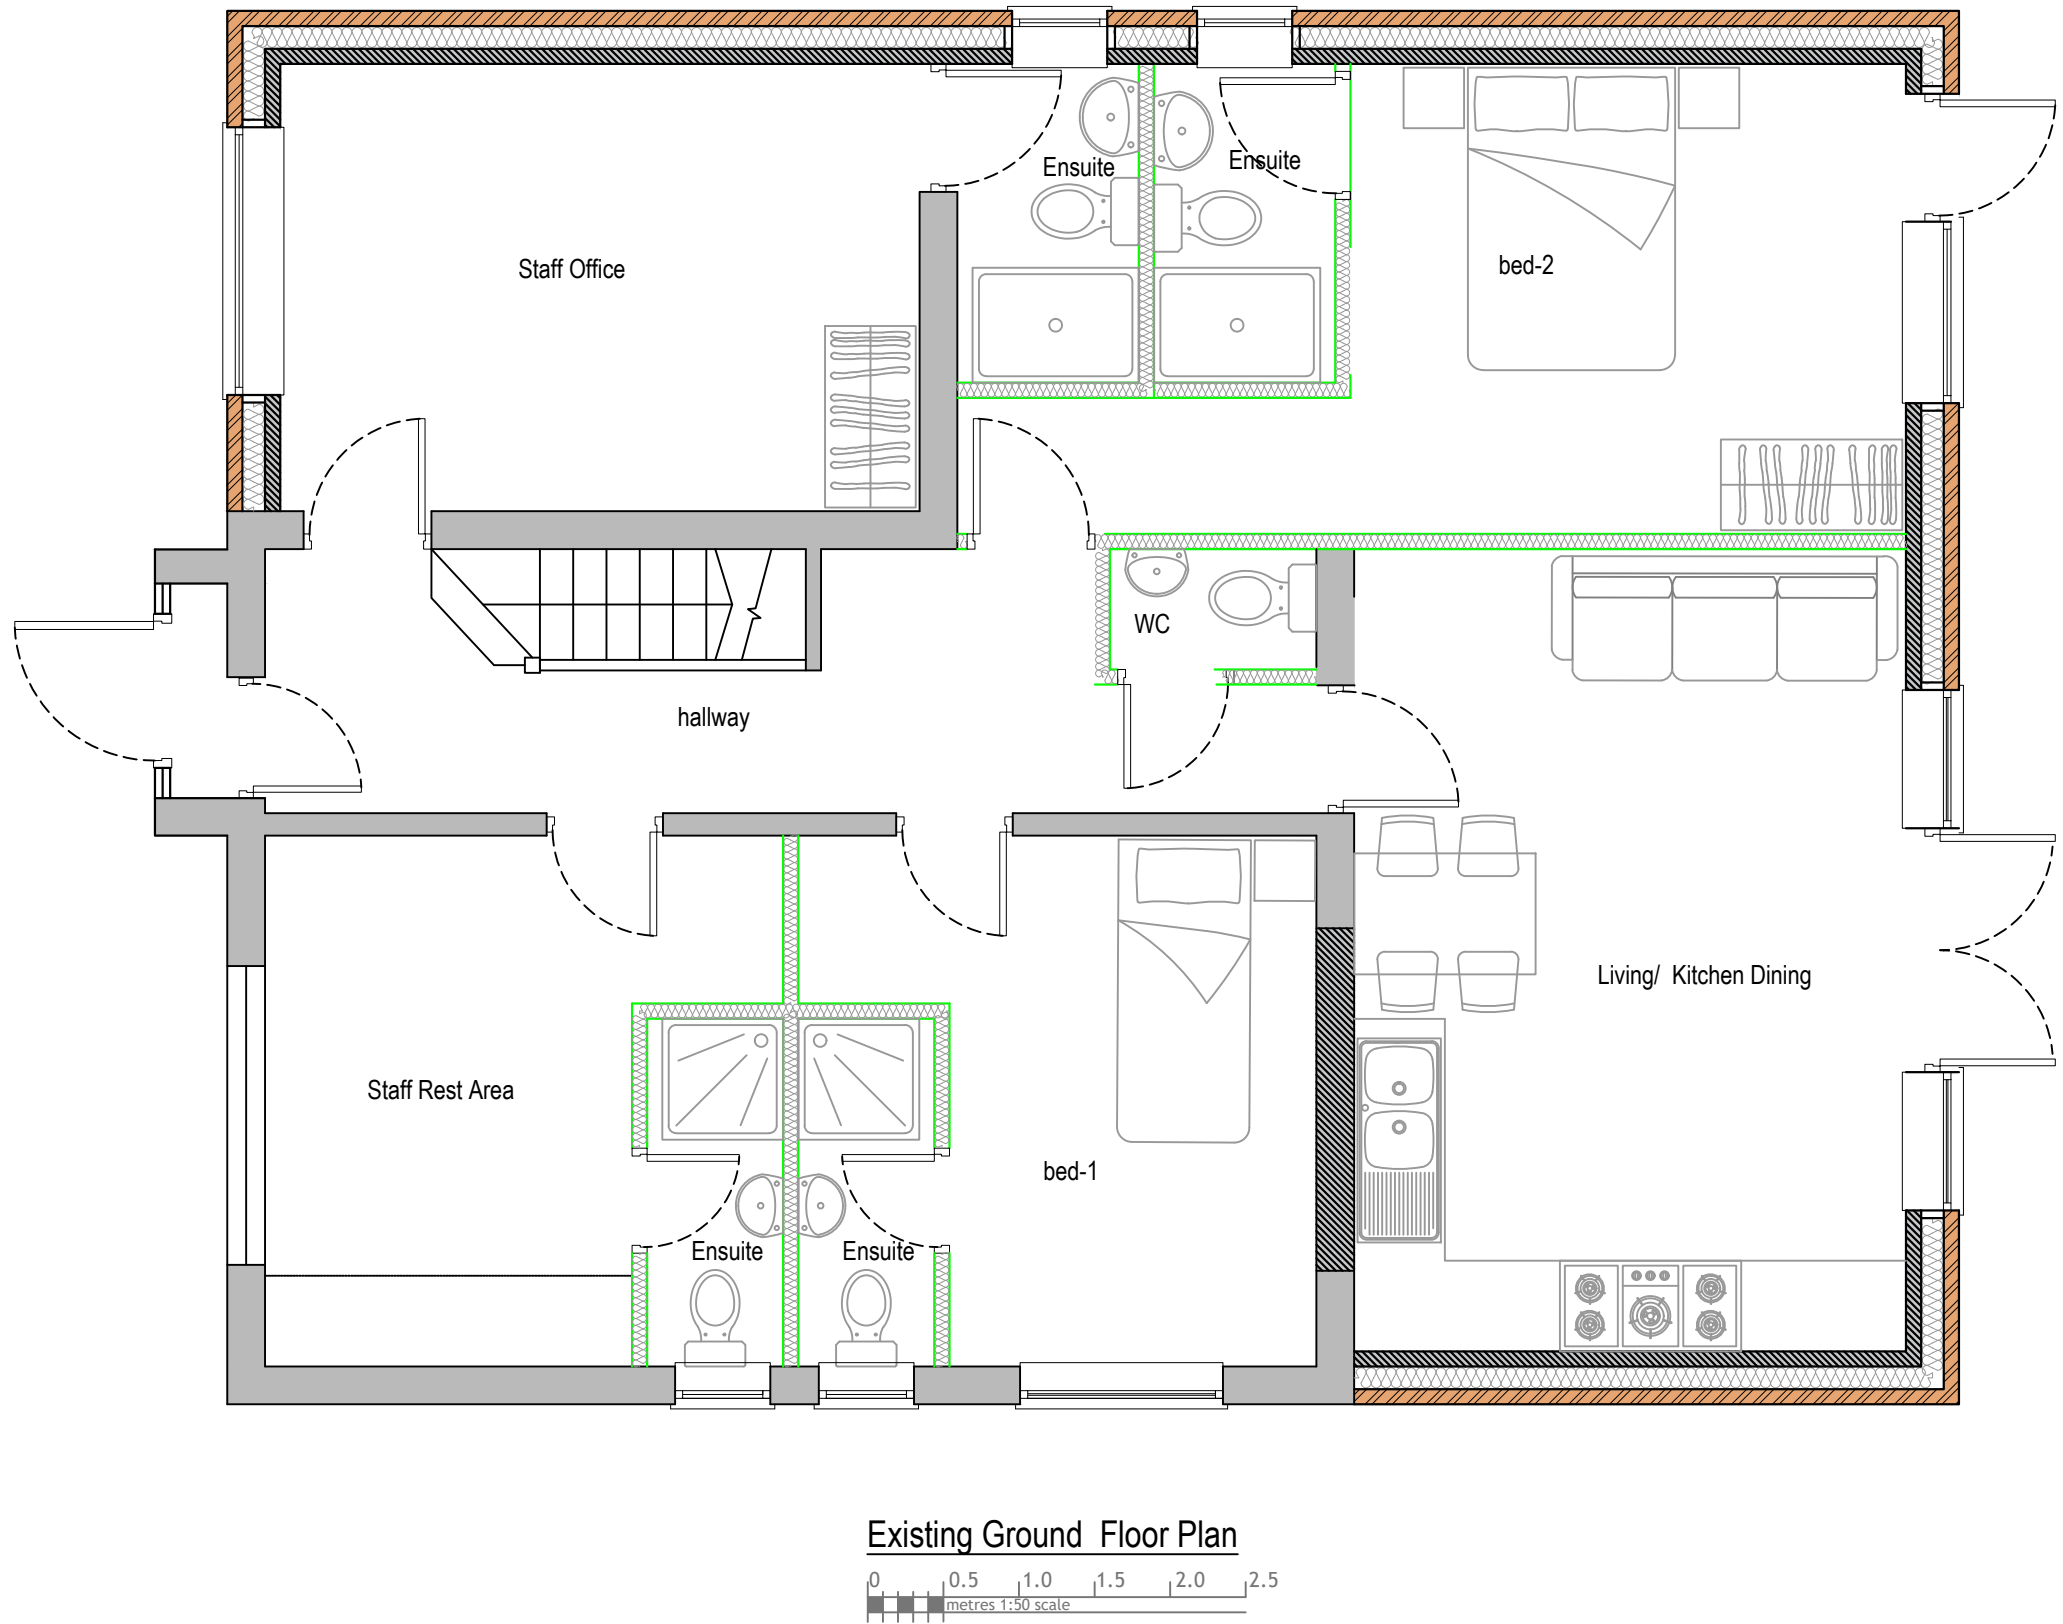 Ensuite
Ensuite
Staff Office
bed-2
WC
hallway
Living/ Kitchen Dining
Staff Rest Area
bed-1
Ensuite
Ensuite
Existing Ground Floor Plan
0 0.5 1.0 1.5 2.0 2.5
metres 1:50 scale